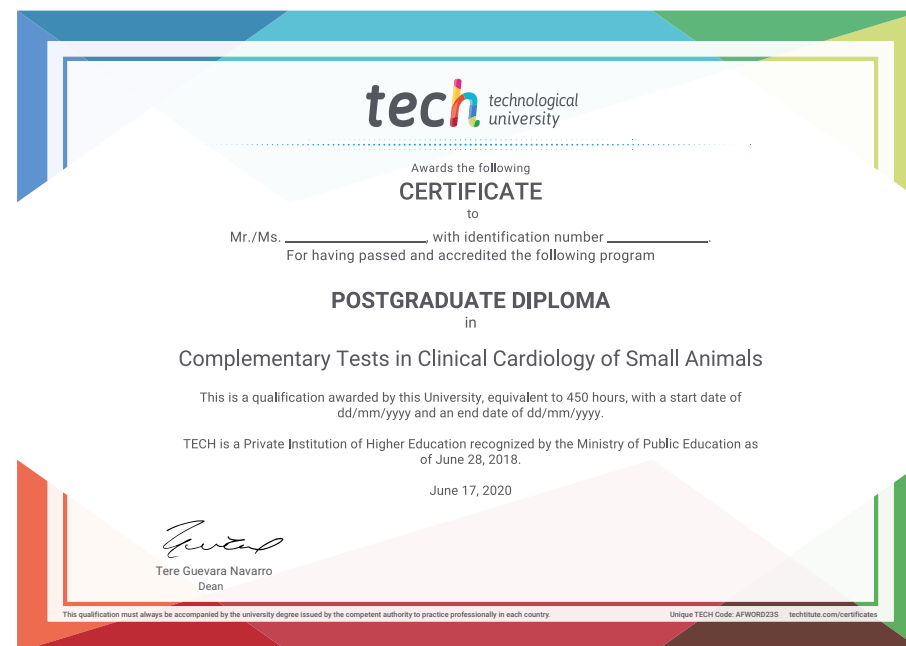 tech technological
university
Awards the following
CERTIFICATE
to
Mr./Ms. ____________, with identification number ____________.
For having passed and accredited the following program
POSTGRADUATE DIPLOMA
in
Complementary Tests in Clinical Cardiology of Small Animals
This is a qualification awarded by this University, equivalent to 450 hours, with a start date of
dd/mm/yyyy and an end date of dd/mm/yyyy.
TECH is a Private Institution of Higher Education recognized by the Ministry of Public Education as
of June 28, 2018.
June 17, 2020
Tere Guevara Navarro
Dean
This qualification must always be accompanied by the university degree issued by the competent authority to practice professionally in each country.
Unique TECH Code: AFWORD23S techtitute.com/certificates